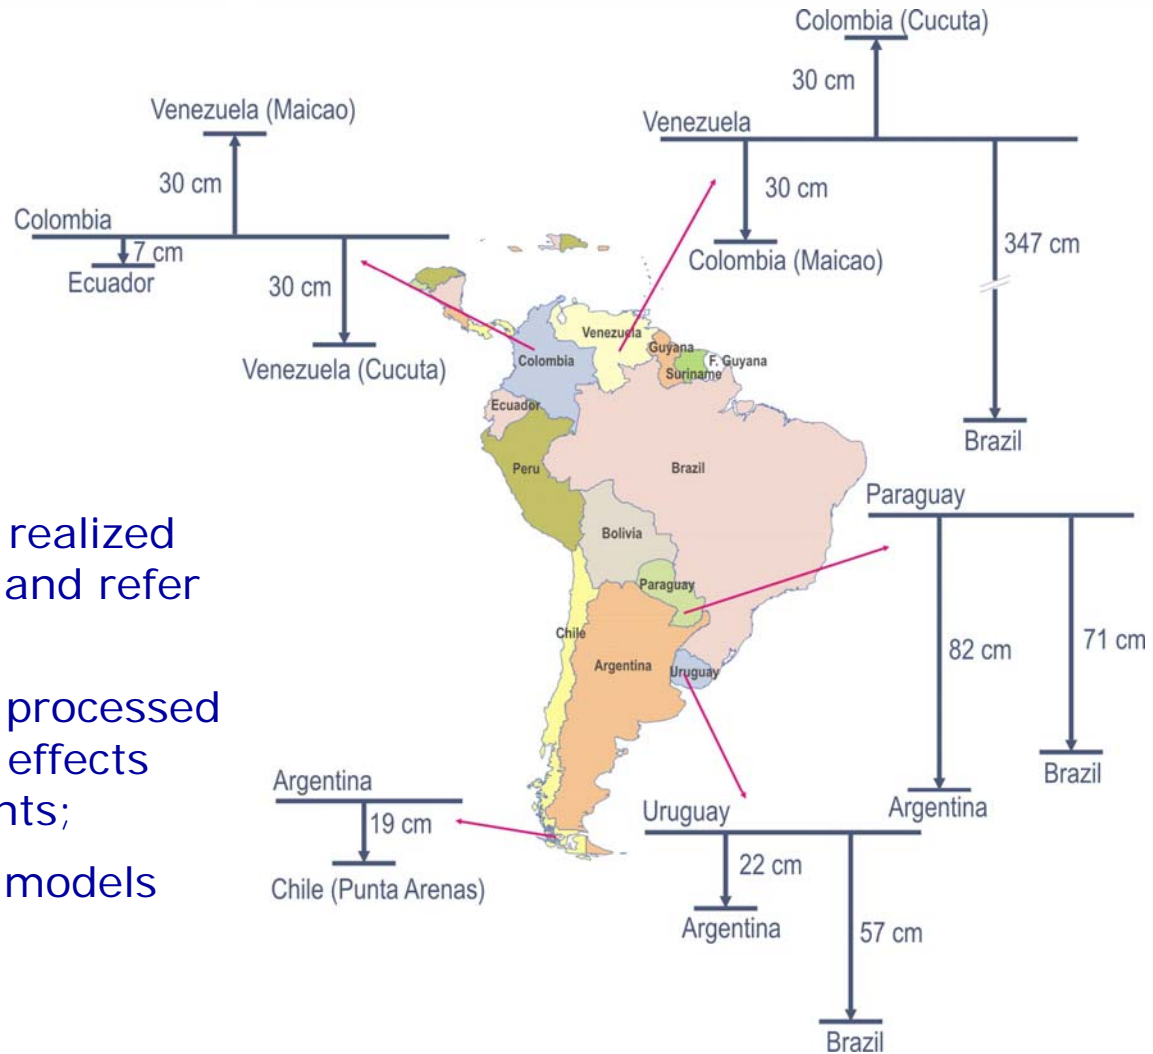 Colombia (Cucuta)
30 cm
Venezuela
30 cm
347 cm
Colombia (Maicao)
Brazil
Venezuela (Maicao)
30 cm
Colombia
7 cm
Ecuador
30 cm
Venezuela (Cucuta)
Venezuela
Guyana
F. Guyana
Suriname
Colombia
Ecuador
Peru
Brazil
Bolivia
Paraguay
Chile
Argentina
Uruguay
Paraguay
82 cm
71 cm
Brazil
Argentina
realized
and refer
processed
effects
nts;
models
Argentina
19 cm
Chile (Punta Arenas)
Uruguay
22 cm
Argentina
57 cm
Brazil